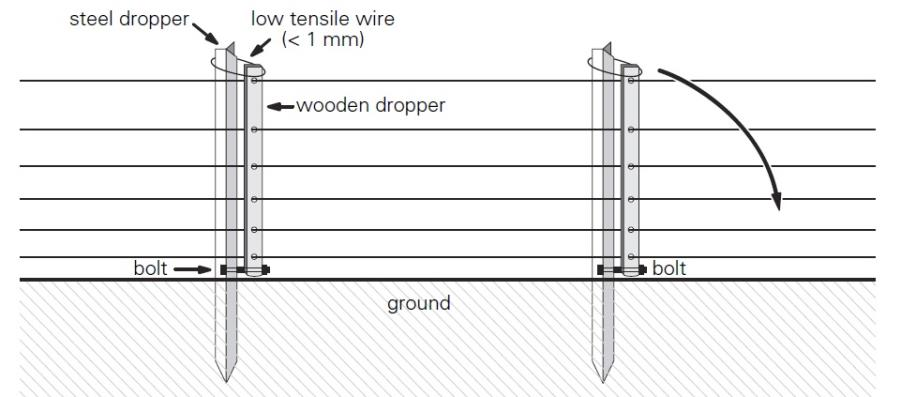 steel dropper
low tensile wire
(< 1 mm)
wooden dropper
bolt
bolt
ground